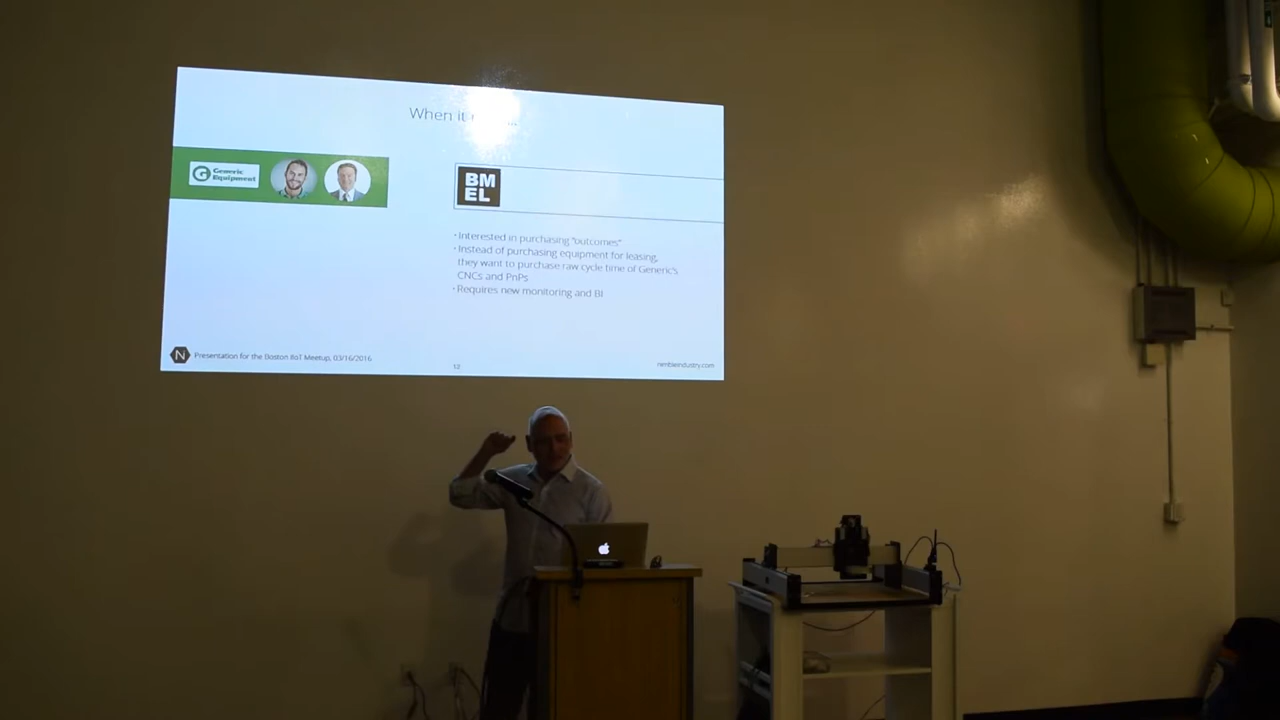 When it
Generic
Equipment
BM
EL
• Interested in purchasing "outcomes"
• Instead of purchasing equipment for leasing,
they want to purchase raw cycle time of Generic's
CNCs and PnPs
• Requires new monitoring and BI
N Presentation for the Boston IIoT Meetup, 03/16/2016
12
nimbleindustry.com